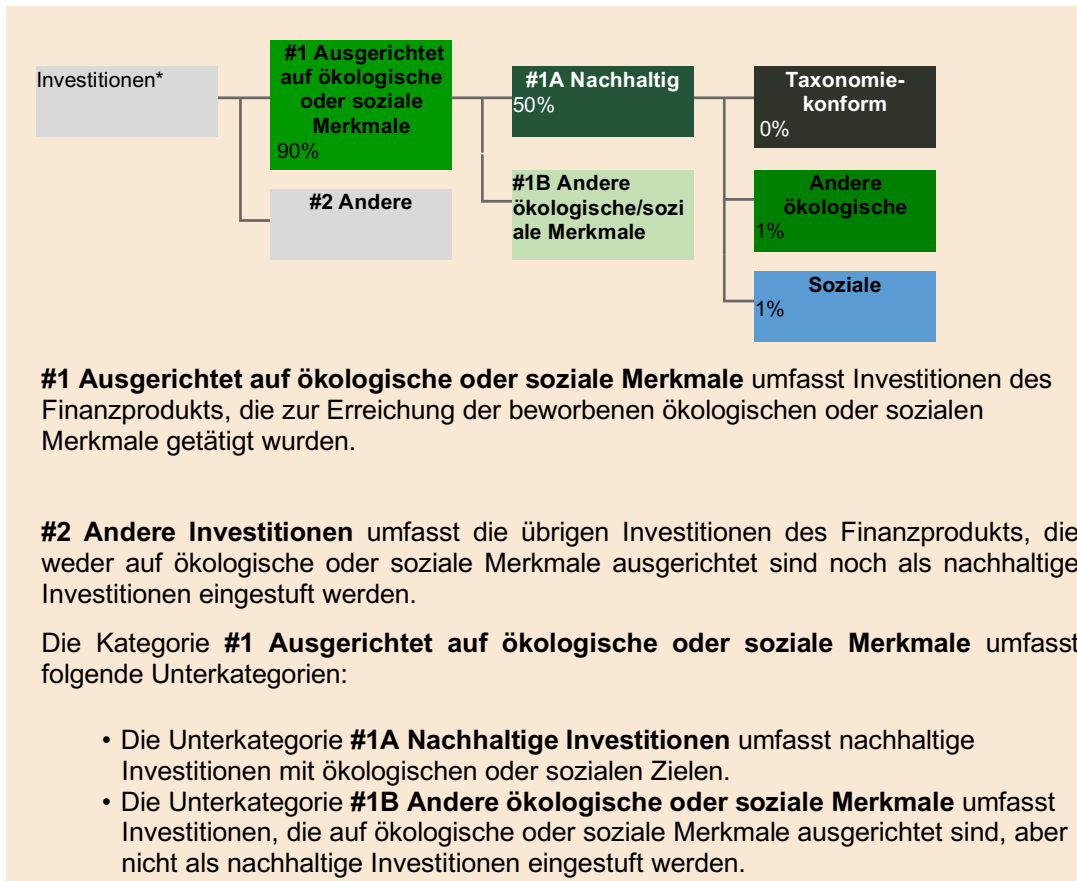 Investitionen*
#1 Ausgerichtet
auf ökologische
oder soziale
Merkmale
90%
#2 Andere
#1A Nachhaltig
50%
#1B Andere
ökologische/sozi
ale Merkmale
Taxonomie-
konform
0%
Andere
ökologische
1%
Soziale
1%
#1 Ausgerichtet auf ökologische oder soziale Merkmale umfasst Investitionen des
Finanzprodukts, die zur Erreichung der beworbenen ökologischen oder sozialen
Merkmale getätigt wurden.
#2 Andere Investitionen umfasst die übrigen Investitionen des Finanzprodukts, die
weder auf ökologische oder soziale Merkmale ausgerichtet sind noch als nachhaltige
Investitionen eingestuft werden.
Die Kategorie #1 Ausgerichtet auf ökologische oder soziale Merkmale umfasst
folgende Unterkategorien:
• Die Unterkategorie #1A Nachhaltige Investitionen umfasst nachhaltige
Investitionen mit ökologischen oder sozialen Zielen.
• Die Unterkategorie #1B Andere ökologische oder soziale Merkmale umfasst
Investitionen, die auf ökologische oder soziale Merkmale ausgerichtet sind, aber
nicht als nachhaltige Investitionen eingestuft werden.